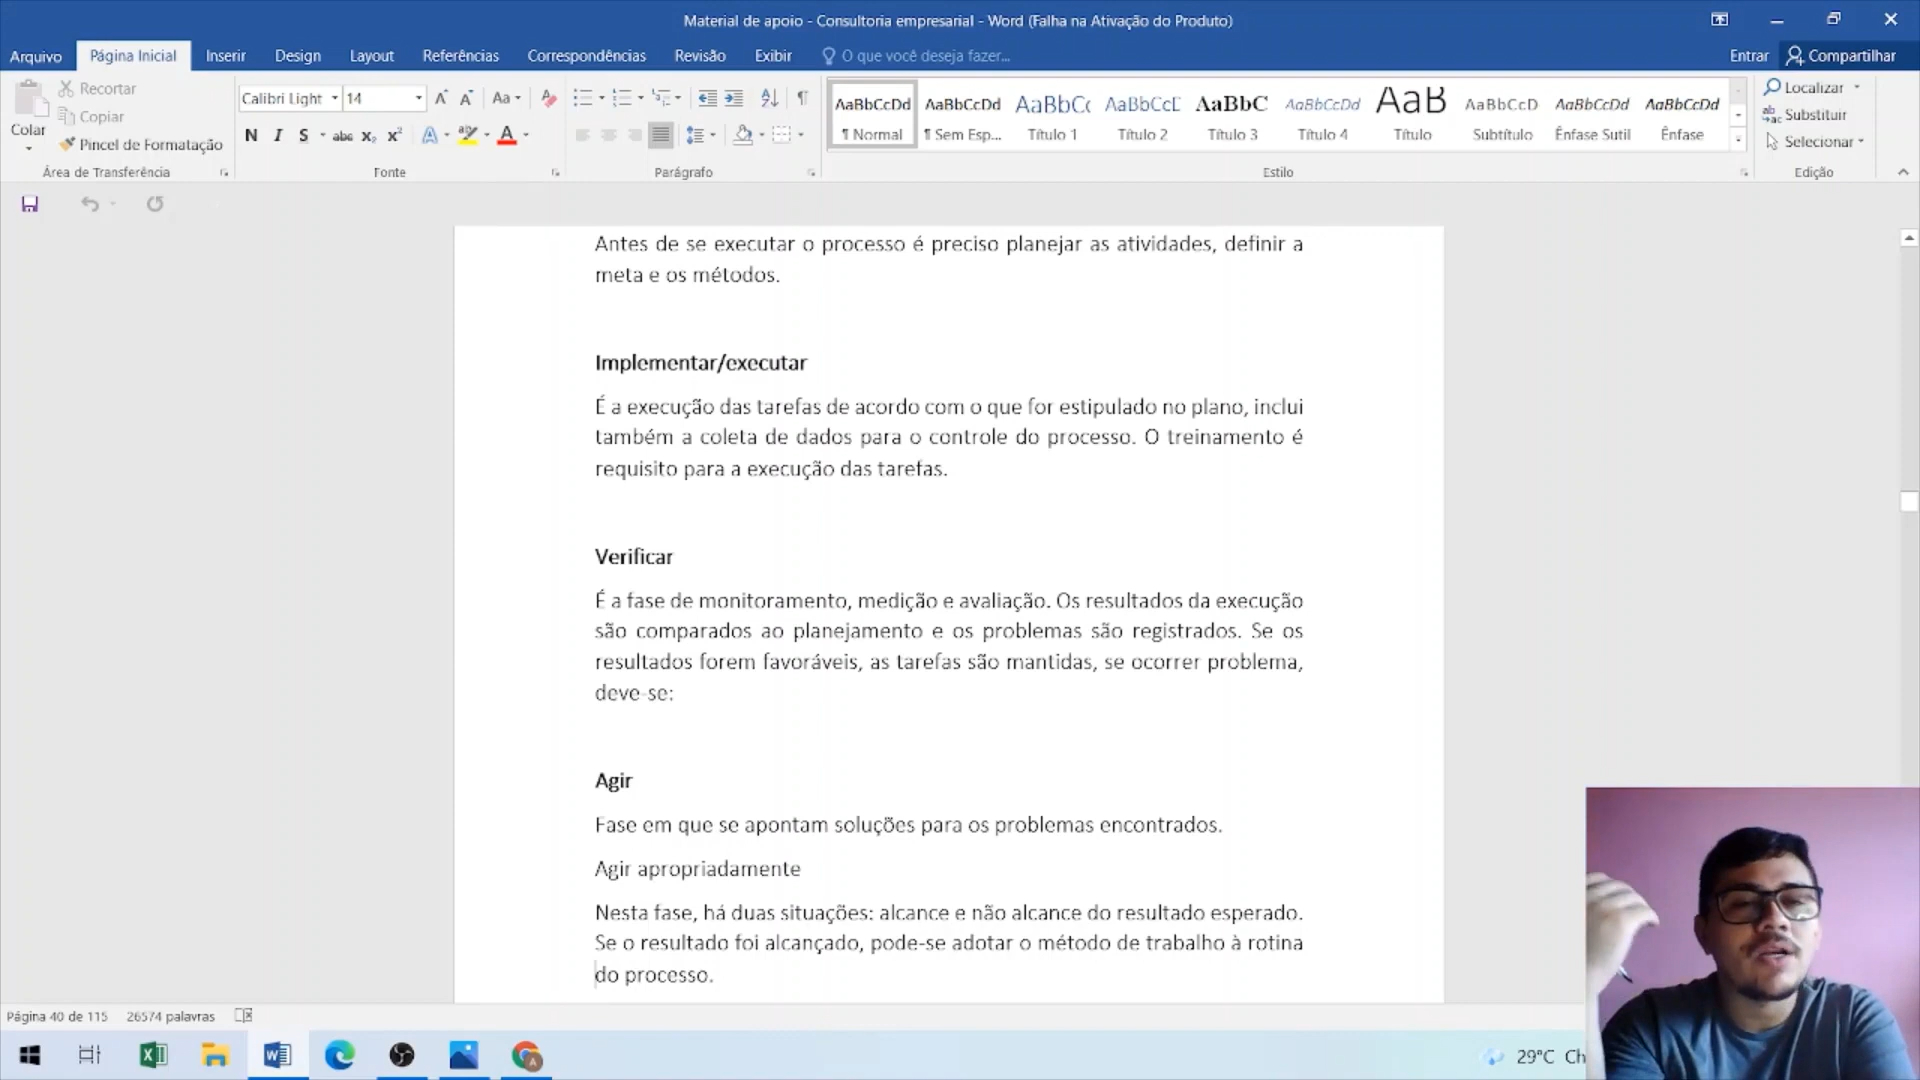 Material de apoio - Consultoria empresarial - Word (Falha na Ativação do Produto)
Arquivo Página Inicial Inserir Design Layout Referências Correspondências Revisão Exibir O que você deseja fazer... Entrar Compartilhar
Colar
Recortar
Copiar
Pincel de Formatação
Área de Transferência
Calibri Light 14
Aa
N I S abc x₂ x² A A
Fonte
Parágrafo
AaBbCcDd AaBbCcDd AaBbCc AaBbCcE AaBbC AaBbCcDd AaB AaBbCcD AaBbCcDd AaBbCcDd
¶ Normal ¶ Sem Esp... Título 1 Título 2 Título 3 Título 4 Título Subtítulo Ênfase Sutil Ênfase
Estilo
Localizar
Substituir
Selecionar
Edição
Antes de se executar o processo é preciso planejar as atividades, definir a
meta e os métodos.
Implementar/executar
É a execução das tarefas de acordo com o que for estipulado no plano, inclui
também a coleta de dados para o controle do processo. O treinamento é
requisito para a execução das tarefas.
Verificar
É a fase de monitoramento, medição e avaliação. Os resultados da execução
são comparados ao planejamento e os problemas são registrados. Se os
resultados forem favoráveis, as tarefas são mantidas, se ocorrer problema,
deve-se:
Agir
Fase em que se apontam soluções para os problemas encontrados.
Agir apropriadamente
Nesta fase, há duas situações: alcance e não alcance do resultado esperado.
Se o resultado foi alcançado, pode-se adotar o método de trabalho à rotina
do processo.
Página 40 de 115 26574 palavras
29°C Ch